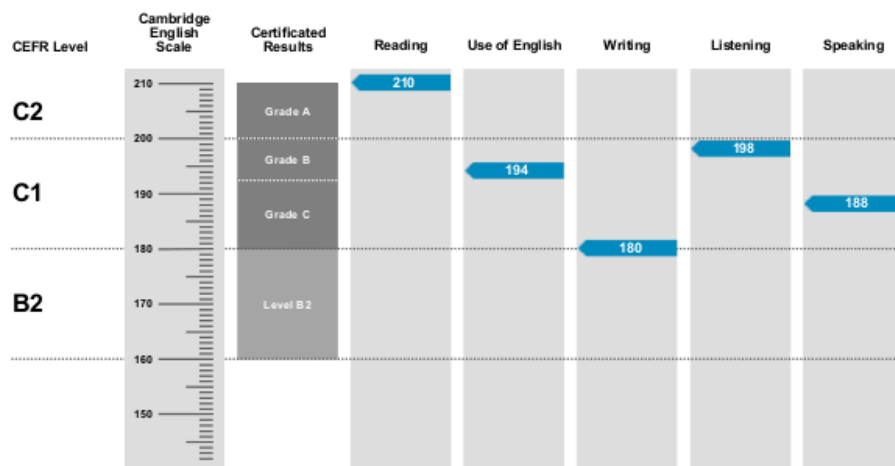 CEFR Level
Cambridge
English
Scale
Certificated
Results
Reading
Use of English
Writing
Listening
Speaking
C2
210
Grade A
210
200
C1
Grade B
198
194
190
Grade C
188
180
180
B2
170
Level B2
160
150